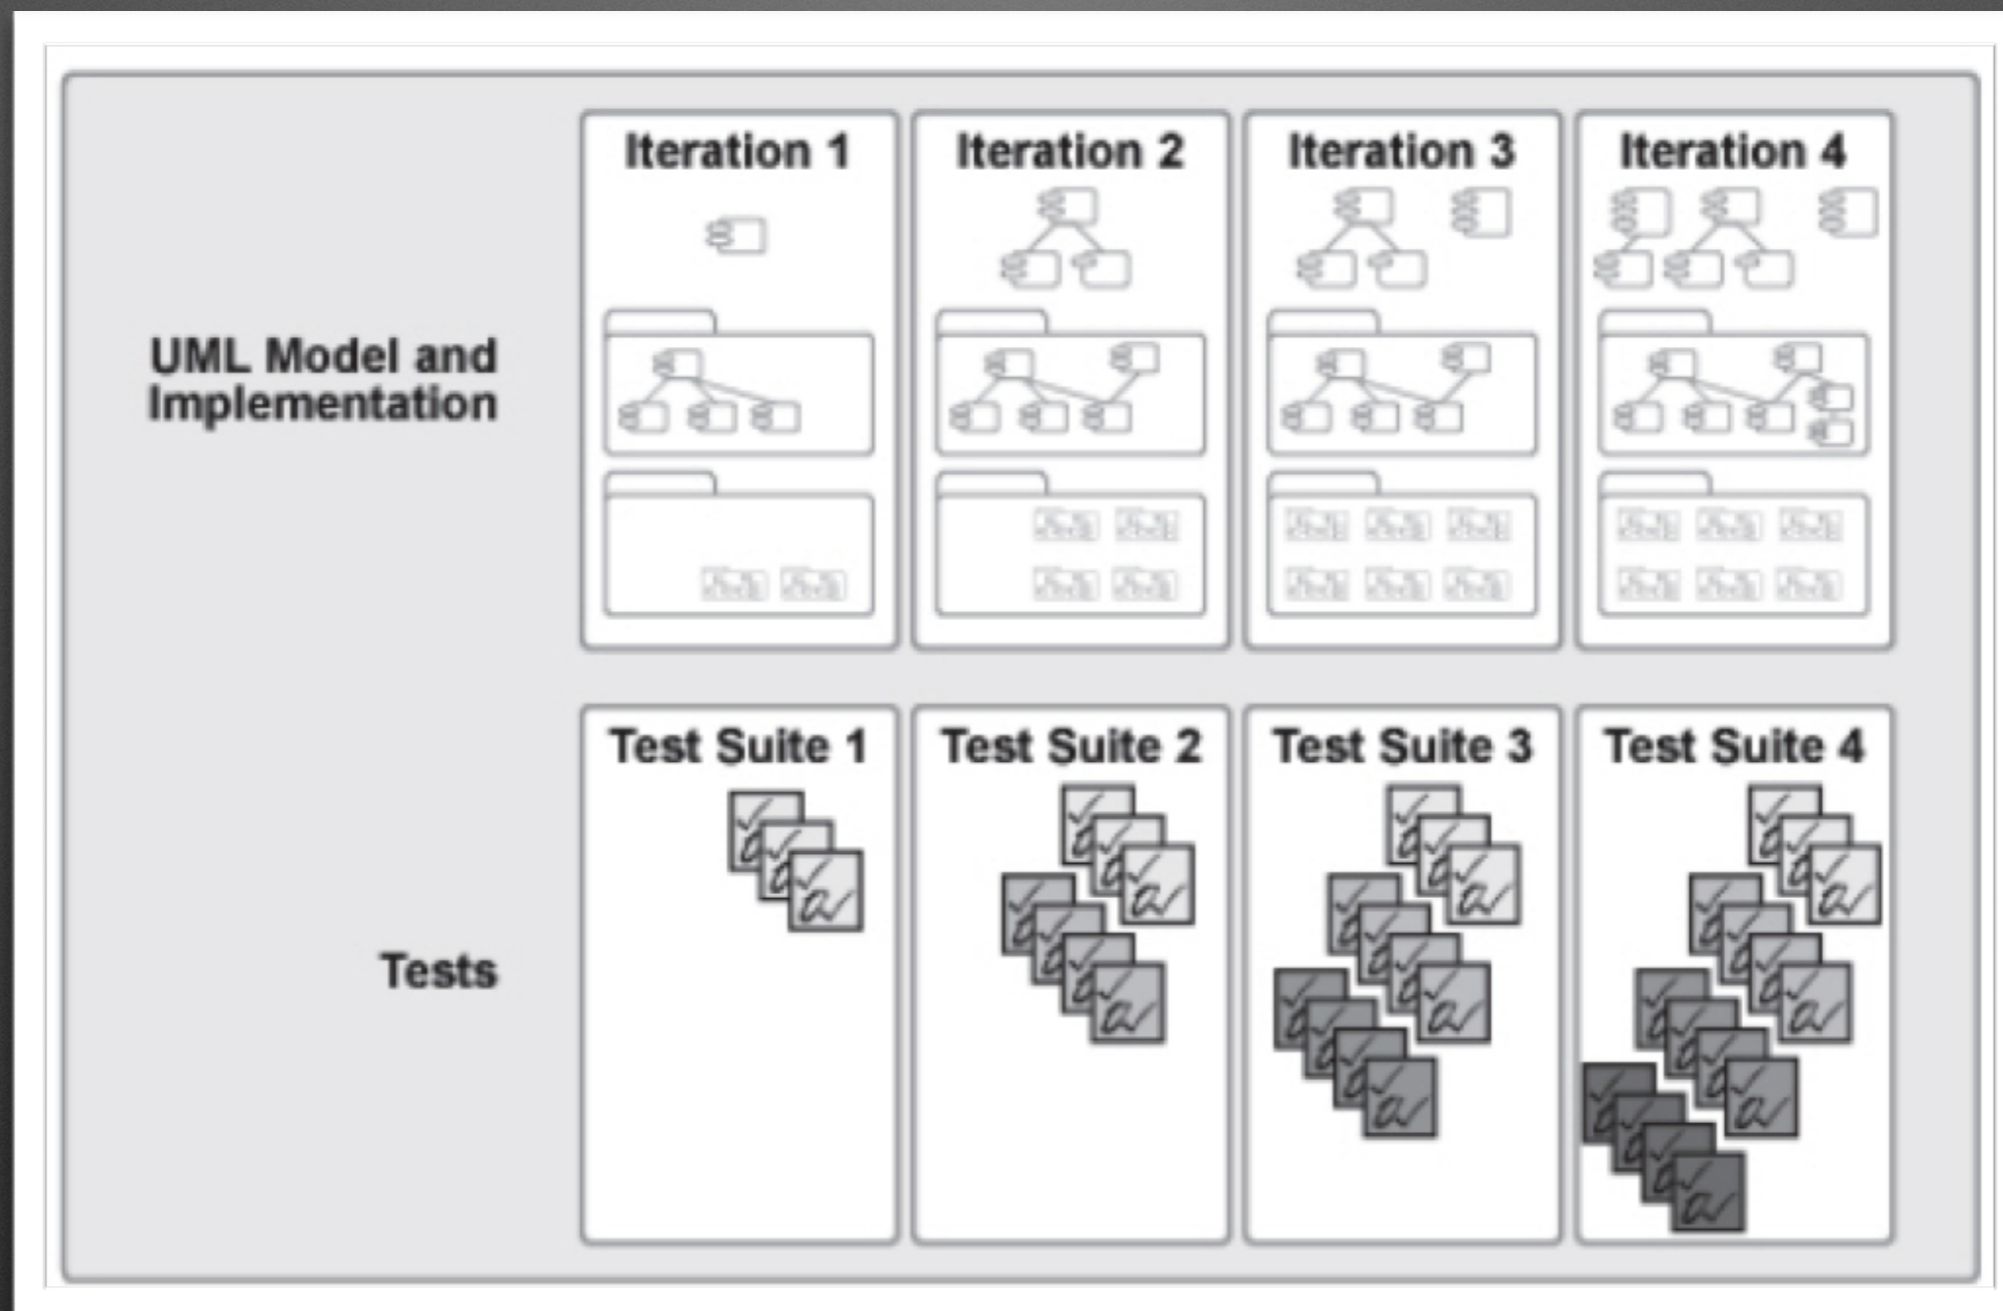 Iteration 1
Iteration 2
Iteration 3
Iteration 4
UML Model and
Implementation
Test Suite 1
Test Suite 2
Test Suite 3
Test Suite 4
Tests